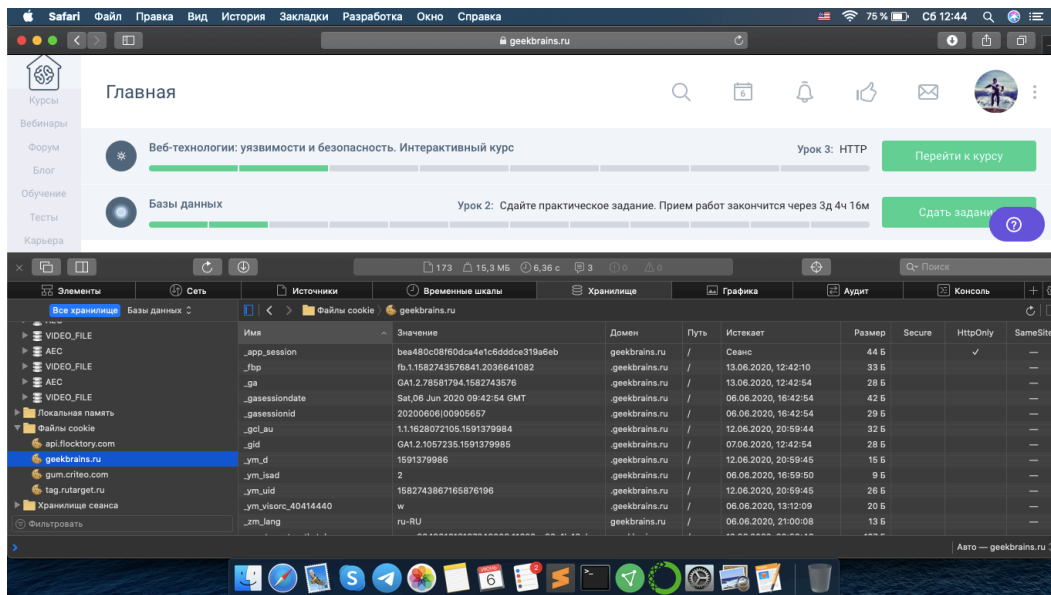 Safari Файл Правка Вид История Закладки Разработка Окно Справка 75 % Сб 12:44
geekbrains.ru
Курсы
Главная
6
Вебинары
Форум
Блог
Обучение
Тесты
Карьера
Веб-технологии: уязвимости и безопасность. Интерактивный курс Урок 3: HTTP Перейти к курсу
Базы данных Урок 2: Сдайте практическое задание. Прием работ закончится через 3д 4ч 16м Сдать задани
173 15,3 МБ 6,36 с 3 0 0 Поиск
Элементы Сеть Источники Временные шкалы Хранилище Графика Аудит Консоль
Все хранилище Базы данных Файлы cookie geekbrains.ru
VIDEO_FILE
AEC
VIDEO_FILE
AEC
VIDEO_FILE
Локальная память
Файлы cookie
api.flocktory.com
geekbrains.ru
gum.criteo.com
tag.rutarget.ru
Хранилище сеанса
Фильтровать
Имя Значение Домен Путь Истекает Размер Secure HttpOnly SameSite
_app_session bea480c08f60dca4e1c6dddce319a6eb geekbrains.ru / Сеанс 44 Б ✓ —
_fbp fb.1.1582743576841.2036641082 .geekbrains.ru / 13.06.2020, 12:42:10 33 Б —
_ga GA1.2.78581794.1582743576 .geekbrains.ru / 13.06.2020, 12:42:54 28 Б —
_gasessiondate Sat,06 Jun 2020 09:42:54 GMT .geekbrains.ru / 06.06.2020, 16:42:54 42 Б —
_gasessionid 20200606|00905657 .geekbrains.ru / 06.06.2020, 16:42:54 29 Б —
_gcl_au 1.1.1628072105.1591379984 .geekbrains.ru / 12.06.2020, 20:59:44 32 Б —
_gid GA1.2.1057235.1591379985 .geekbrains.ru / 07.06.2020, 12:42:54 28 Б —
_ym_d 1591379986 .geekbrains.ru / 12.06.2020, 20:59:45 15 Б —
_ym_isad 2 .geekbrains.ru / 06.06.2020, 16:59:50 9 Б —
_ym_uid 1582743867165876196 .geekbrains.ru / 12.06.2020, 20:59:45 26 Б —
_ym_visorc_40414440 w .geekbrains.ru / 06.06.2020, 13:12:09 20 Б —
_zm_lang ru-RU geekbrains.ru / 06.06.2020, 21:00:08 13 Б —
Авто — geekbrains.ru
ИЮНЬ
6
2